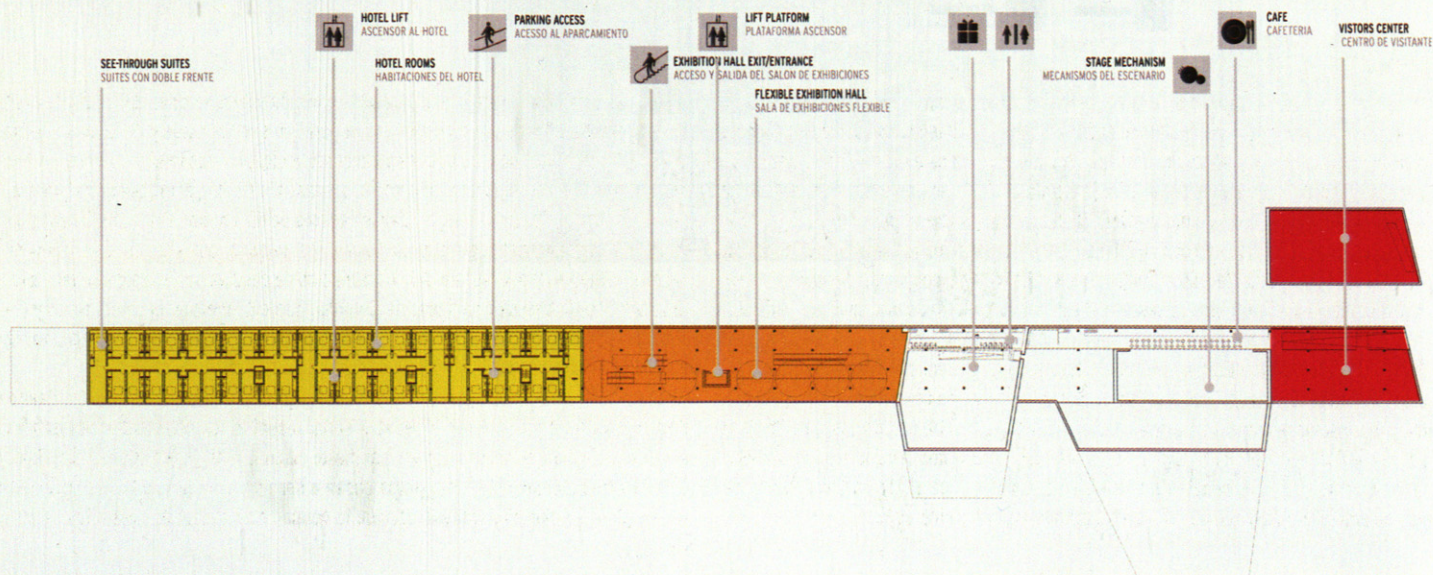 HOTEL LIFT
ASCENSOR AL HOTEL
PARKING ACCESS
ACESSO AL APARCAMIENTO
LIFT PLATFORM
PLATAFORMA ASCENSOR
CAFE
CAFETERIA
VISTORS CENTER
CENTRO DE VISITANTE
SEE-THROUGH SUITES
SUITES CON DOBLE FRENTE
HOTEL ROOMS
HABITACIONES DEL HOTEL
EXHIBITION HALL EXIT/ENTRANCE
ACCESO Y SALIDA DEL SALON DE EXHIBICIONES
STAGE MECHANISM
MECANISMOS DEL ESCENARIO
FLEXIBLE EXHIBITION HALL
SALA DE EXHIBICIONES FLEXIBLE